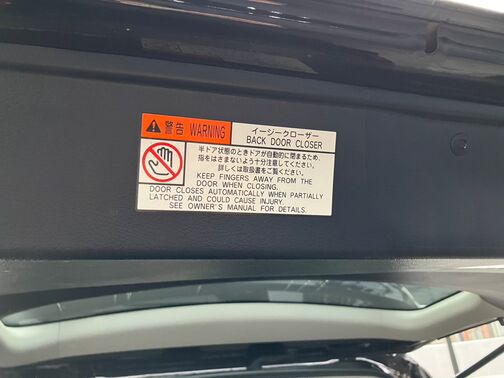 警告 WARNING
イージークローザー
BACK DOOR CLOSER
半ドア状態のときドアが自動的に閉まるため、
指をはさまないよう十分注意してください。
詳しくは取扱書をご覧ください。
KEEP FINGERS AWAY FROM THE
DOOR WHEN CLOSING.
DOOR CLOSES AUTOMATICALLY WHEN PARTIALLY
LATCHED AND COULD CAUSE INJURY.
SEE OWNER'S MANUAL FOR DETAILS.